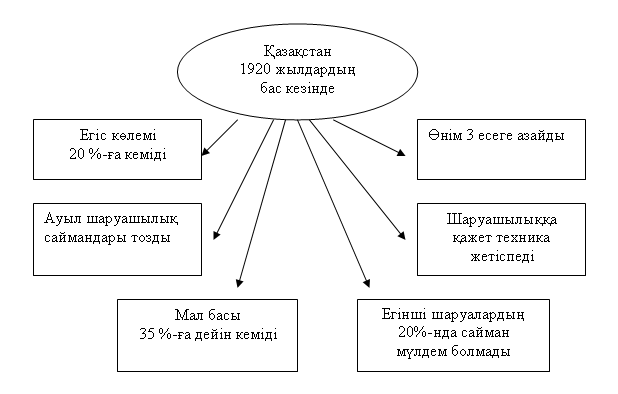 Қазақстан
1920 жылдардың
бас кезінде
Егіс көлемі
20 %-ға кеміді
Өнім 3 есеге азайды
Ауыл шаруашылық
саймандары тозды
Шаруашылыққа
қажет техника
жетіспеді
Мал басы
35 %-ға дейін кеміді
Егінші шаруалардың
20%-нда сайман
мүлдем болмады